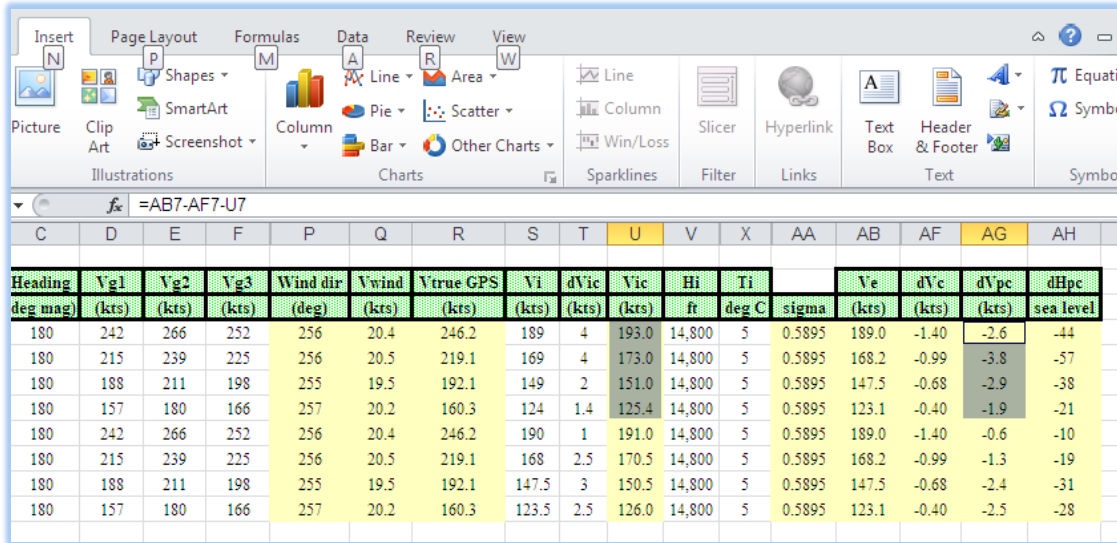 Insert Page Layout Formulas Data Review View
N P M A R W
Shapes Line Area Line A π Equati
SmartArt Pie Scatter Column Ω Symbo
Picture Clip Art Screenshot Column Bar Other Charts Win/Loss Slicer Hyperlink Text Box Header & Footer
Illustrations Charts Sparklines Filter Links Text Symbo
fx =AB7-AF7-U7
C D E F P Q R S T U V X AA AB AF AG AH
Heading Vg1 Vg2 Vg3 Wind dir Vwind Vtrue GPS Vi dVic Vic Hi Ti Ve dVc dVpc dHpc
deg mag) (kts) (kts) (kts) (deg) (kts) (kts) (kts) (kts) (kts) ft deg C sigma (kts) (kts) (kts) sea level
180 242 266 252 256 20.4 246.2 189 4 193.0 14,800 5 0.5895 189.0 -1.40 -2.6 -44
180 215 239 225 256 20.5 219.1 169 4 173.0 14,800 5 0.5895 168.2 -0.99 -3.8 -57
180 188 211 198 255 19.5 192.1 149 2 151.0 14,800 5 0.5895 147.5 -0.68 -2.9 -38
180 157 180 166 257 20.2 160.3 124 1.4 125.4 14,800 5 0.5895 123.1 -0.40 -1.9 -21
180 242 266 252 256 20.4 246.2 190 1 191.0 14,800 5 0.5895 189.0 -1.40 -0.6 -10
180 215 239 225 256 20.5 219.1 168 2.5 170.5 14,800 5 0.5895 168.2 -0.99 -1.3 -19
180 188 211 198 255 19.5 192.1 147.5 3 150.5 14,800 5 0.5895 147.5 -0.68 -2.4 -31
180 157 180 166 257 20.2 160.3 123.5 2.5 126.0 14,800 5 0.5895 123.1 -0.40 -2.5 -28